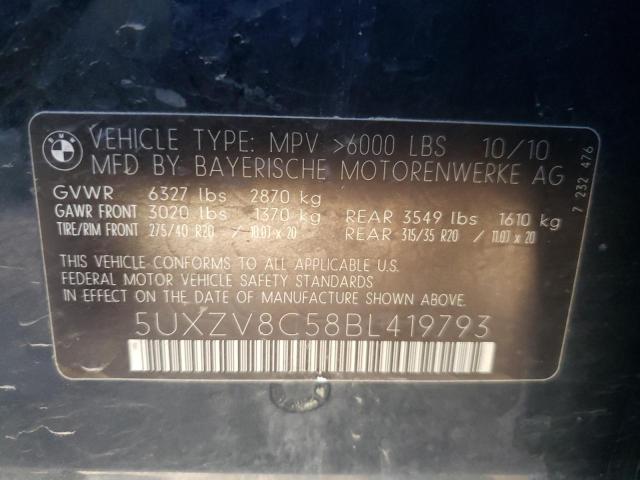 BMW
VEHICLE TYPE: MPV >6000 LBS 10/10
MFD BY BAYERISCHE MOTORENWERKE AG
GVWR 6327 lbs 2870 kg
GAWR FRONT 3020 lbs 1370 kg REAR 3549 lbs 1610 kg
TIRE/RIM FRONT 275/40 R20 / 10.0J x 20 REAR 315/35 R20 / 11.0J x 20
THIS VEHICLE CONFORMS TO ALL APPLICABLE U.S.
FEDERAL MOTOR VEHICLE SAFETY STANDARDS
IN EFFECT ON THE DATE OF MANUFACTURE SHOWN ABOVE
5UXZV8C58BL419793
7 232 476